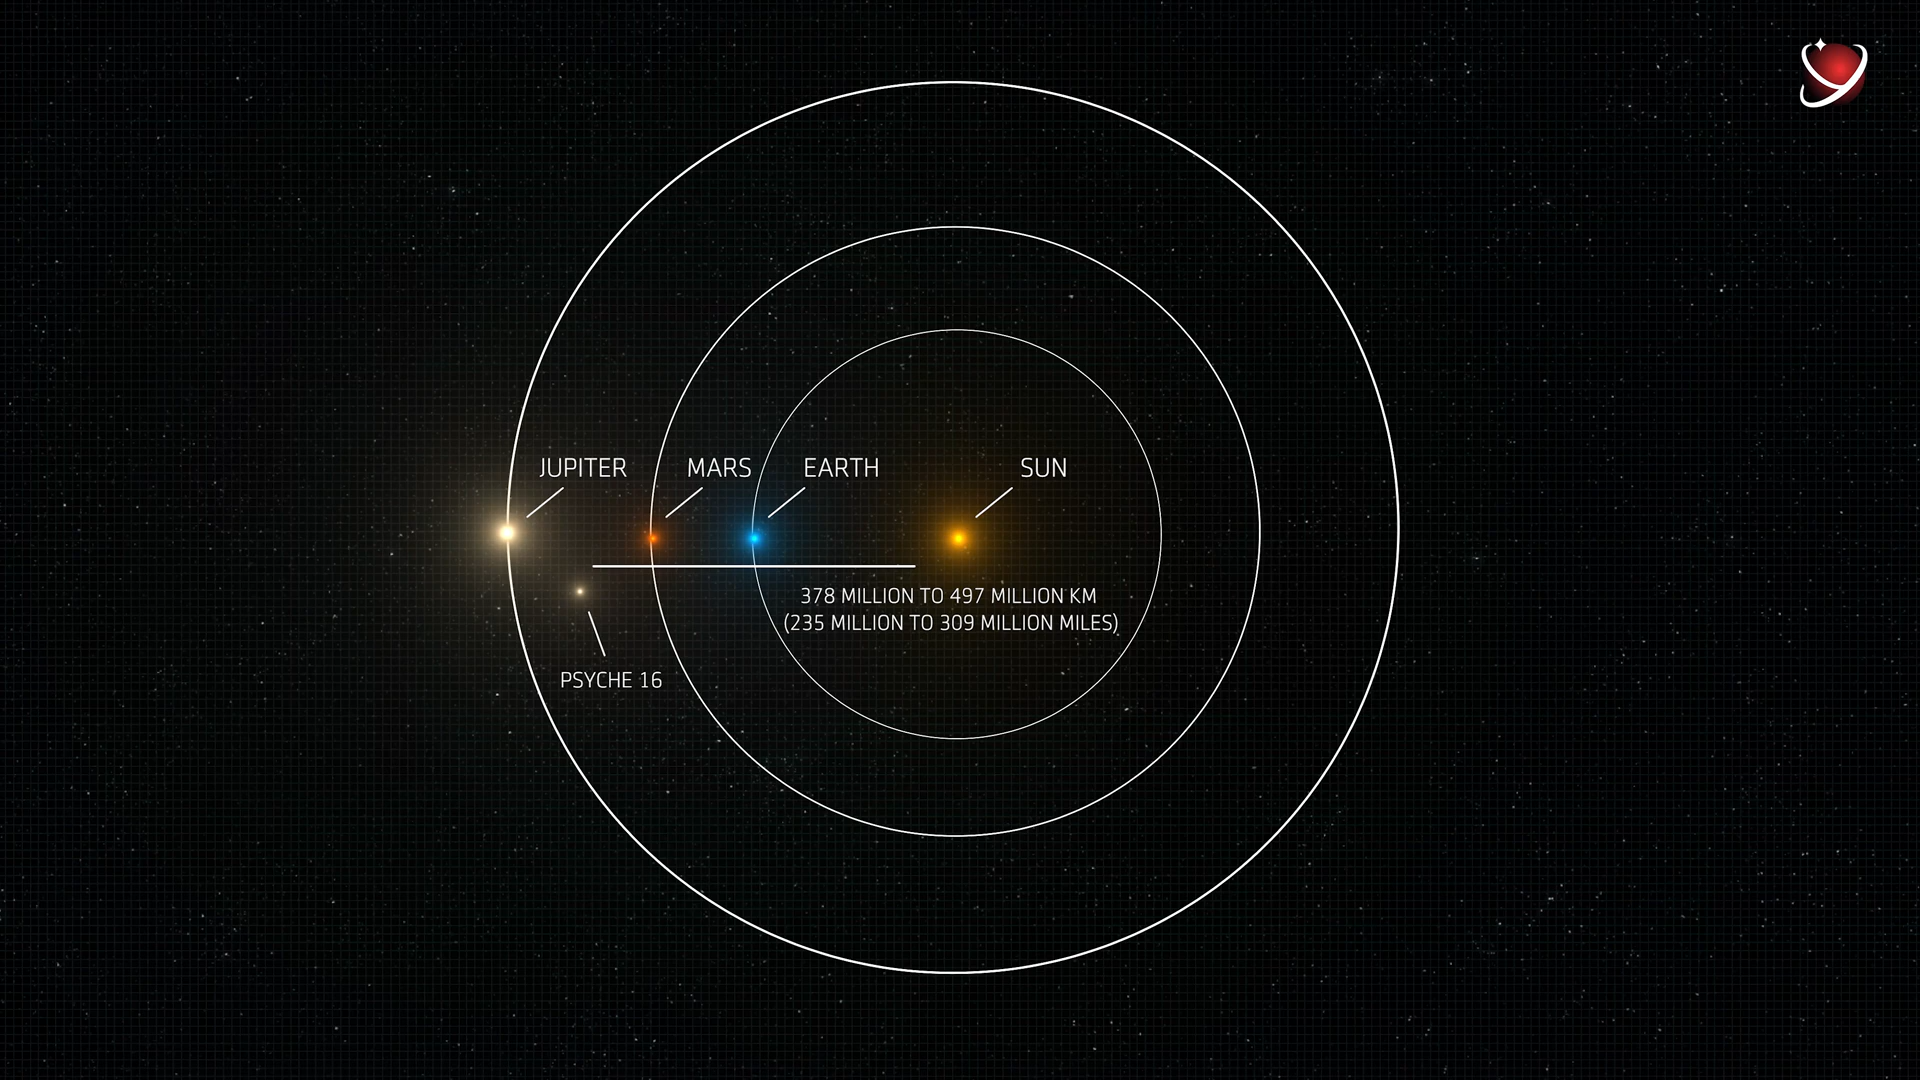 JUPITER
MARS
EARTH
SUN
378 MILLION TO 497 MILLION KM
(235 MILLION TO 309 MILLION MILES)
PSYCHE 16